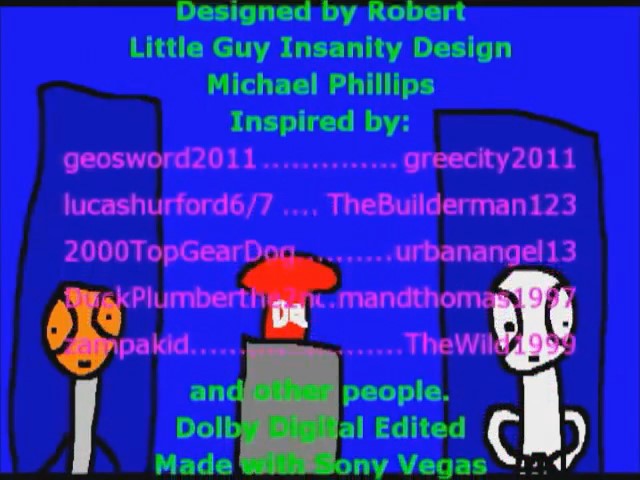 Designed by Robert
Little Guy Insanity Design
Michael Phillips
Inspired by:
geosword2011.............. greecity2011
lucashurford6/7 .... TheBuilderman123
2000TopGearDog..........urbanangel13
DuckPlumberthe2nt..mandthomas1997
zampakid.......................TheWild1999
and other people.
Dolby Digital Edited
Made with Sony Vegas